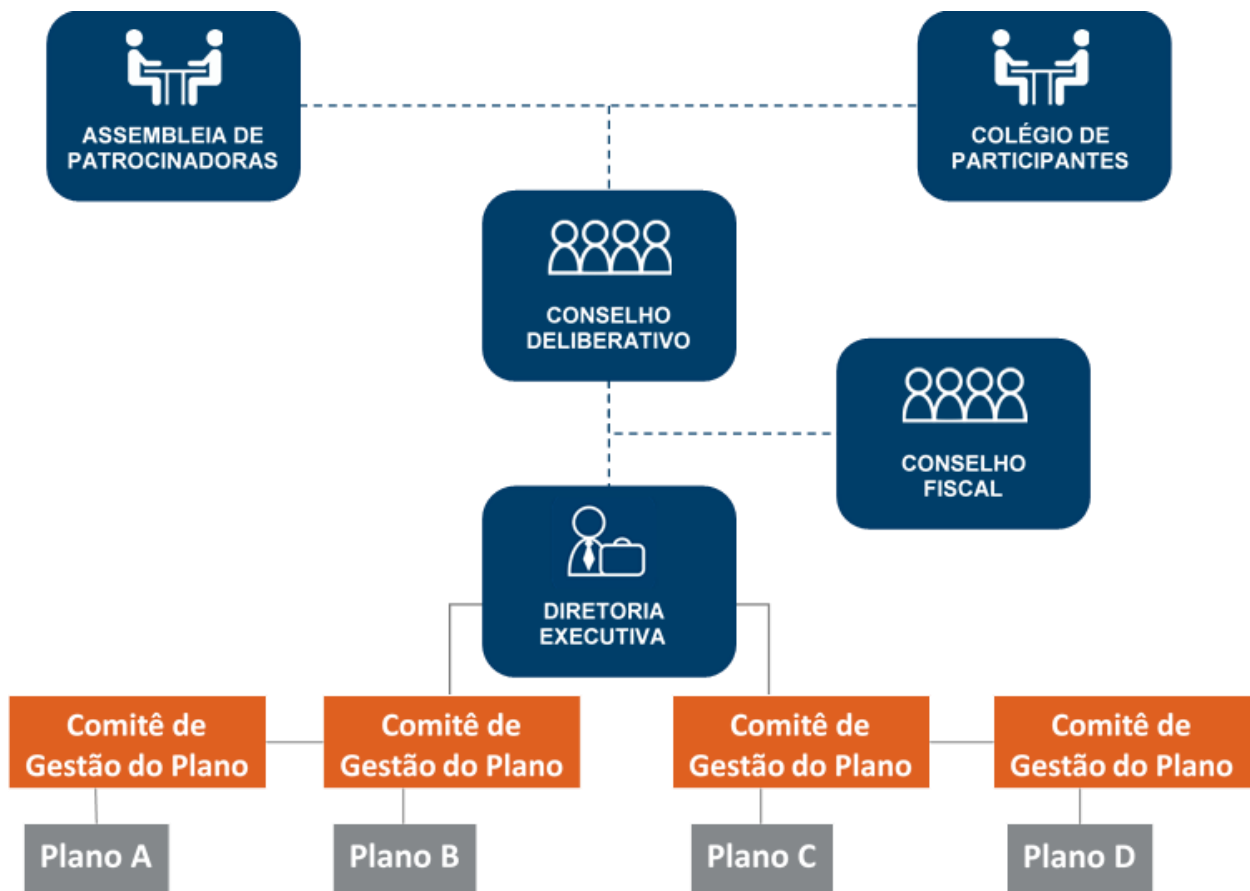 ASSEMBLEIA DE
PATROCINADORAS
COLÉGIO DE
PARTICIPANTES
CONSELHO
DELIBERATIVO
CONSELHO
FISCAL
DIRETORIA
EXECUTIVA
Comitê de
Gestão do Plano
Comitê de
Gestão do Plano
Comitê de
Gestão do Plano
Comitê de
Gestão do Plano
Plano A
Plano B
Plano C
Plano D